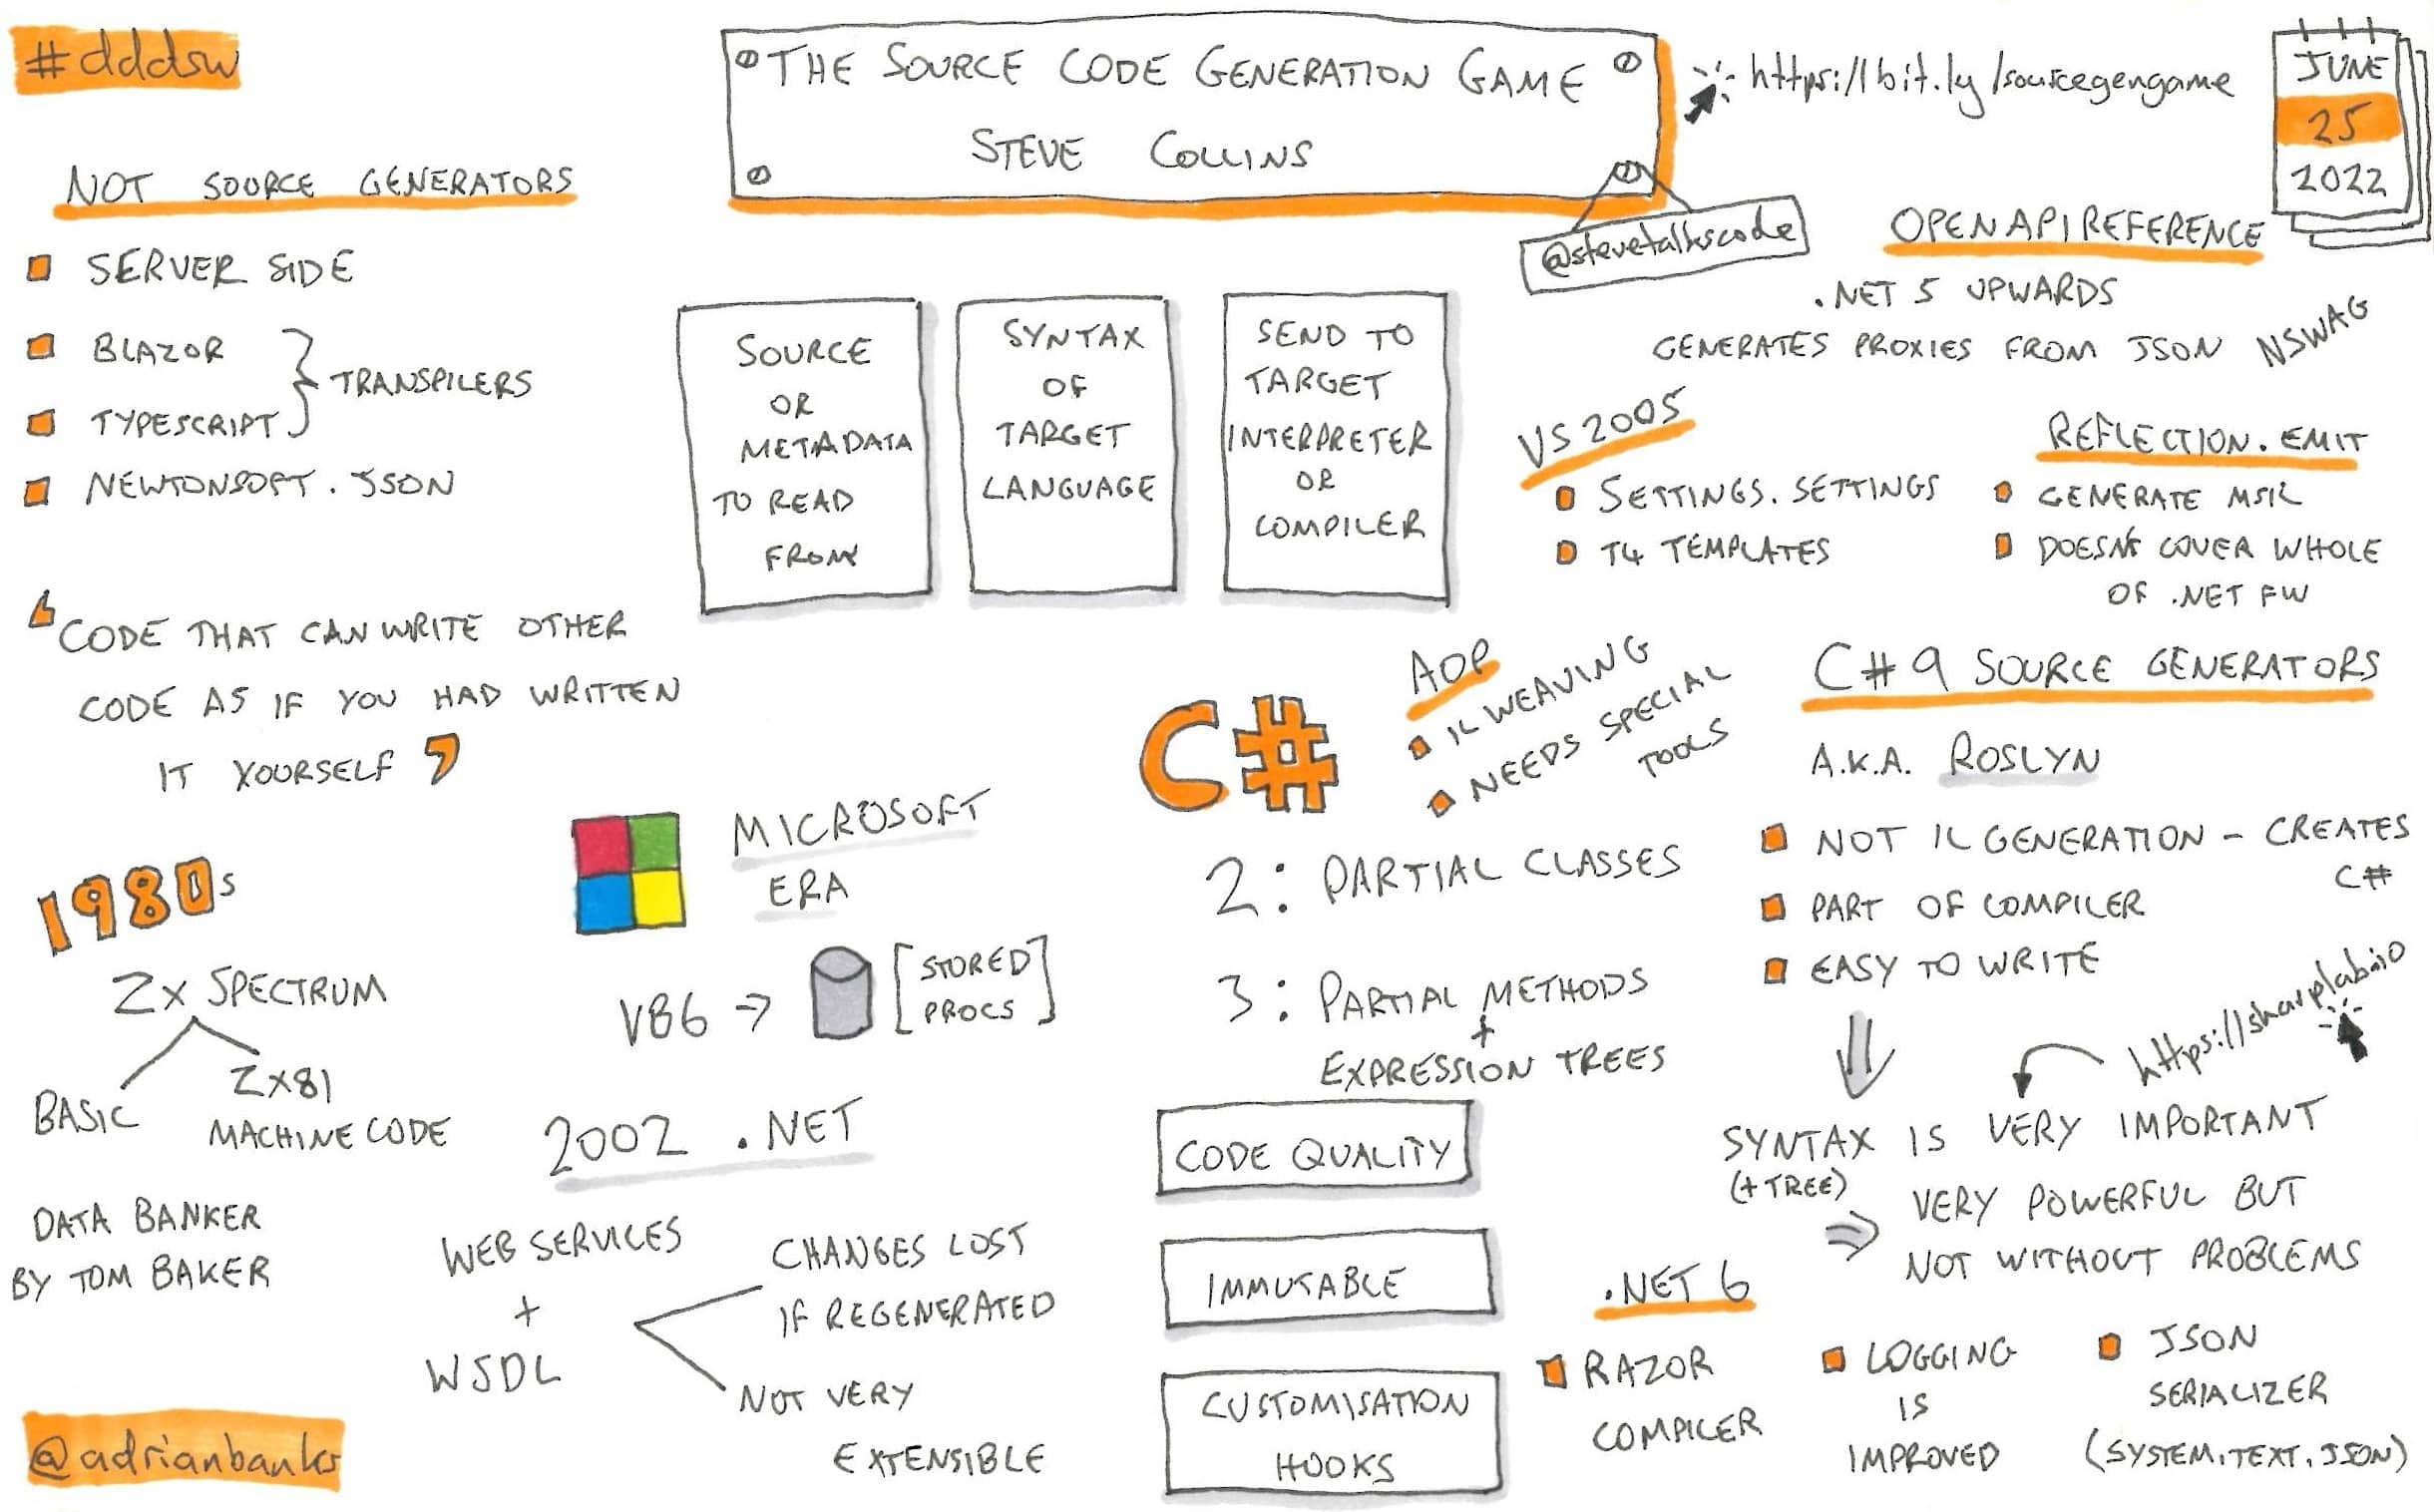 #dddsw
THE SOURCE CODE GENERATION GAME
STEVE COLLINS
@stevetalkscode
https://bit.ly/sourcegengame
JUNE
25
2022
NOT SOURCE GENERATORS
SERVER SIDE
BLAZOR
TYPESCRIPT
TRANSPILERS
NEWTONSOFT.JSON
SOURCE
OR
METADATA
TO READ
FROM
SYNTAX
OF
TARGET
LANGUAGE
SEND TO
TARGET
INTERPRETER
OR
COMPILER
OPENAPIREFERENCE
.NET 5 UPWARDS
GENERATES PROXIES FROM JSON
NSWAG
VS2005
SETTINGS.SETTINGS
T4 TEMPLATES
REFLECTION.EMIT
GENERATE MSIL
DOESN'T COVER WHOLE
OF .NET FW
‘CODE THAT CAN WRITE OTHER
CODE AS IF YOU HAD WRITTEN
IT YOURSELF’
1980s
ZX SPECTRUM
BASIC
ZX81
MACHINE CODE
DATA BANKER
BY TOM BAKER
MICROSOFT
ERA
VB6 →
[STORED
PROCS]
2002 .NET
WEB SERVICES
+
WSDL
CHANGES LOST
IF REGENERATED
NOT VERY
EXTENSIBLE
C#
AOP
IL WEAVING
NEEDS SPECIAL
TOOLS
2: PARTIAL CLASSES
3: PARTIAL METHODS
+
EXPRESSION TREES
CODE QUALITY
IMMUTABLE
CUSTOMISATION
HOOKS
C#9 SOURCE GENERATORS
A.K.A. ROSLYN
NOT IL GENERATION - CREATES
C#
PART OF COMPILER
EASY TO WRITE
https://sharplab.io
SYNTAX IS VERY IMPORTANT
(+TREE)
VERY POWERFUL BUT
NOT WITHOUT PROBLEMS
.NET 6
RAZOR
COMPILER
LOGGING
IS
IMPROVED
JSON
SERIALIZER
(SYSTEM.TEXT.JSON)
@adrianbanks